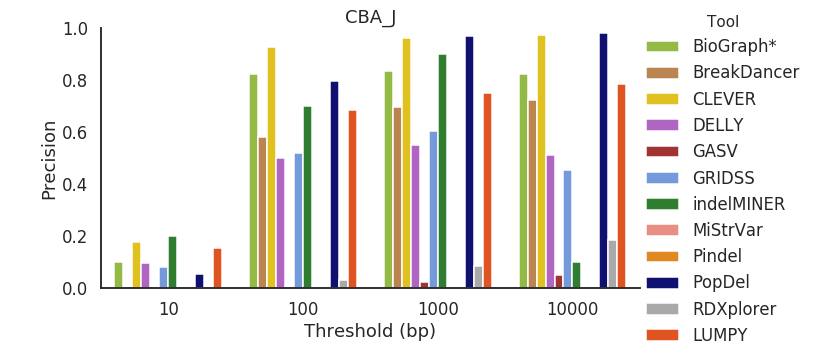 CBA_J
Precision
1.0
0.8
0.6
0.4
0.2
0.0
10 100 1000 10000
Threshold (bp)
Tool
BioGraph*
BreakDancer
CLEVER
DELLY
GASV
GRIDSS
indelMINER
MiStrVar
Pindel
PopDel
RDXplorer
LUMPY